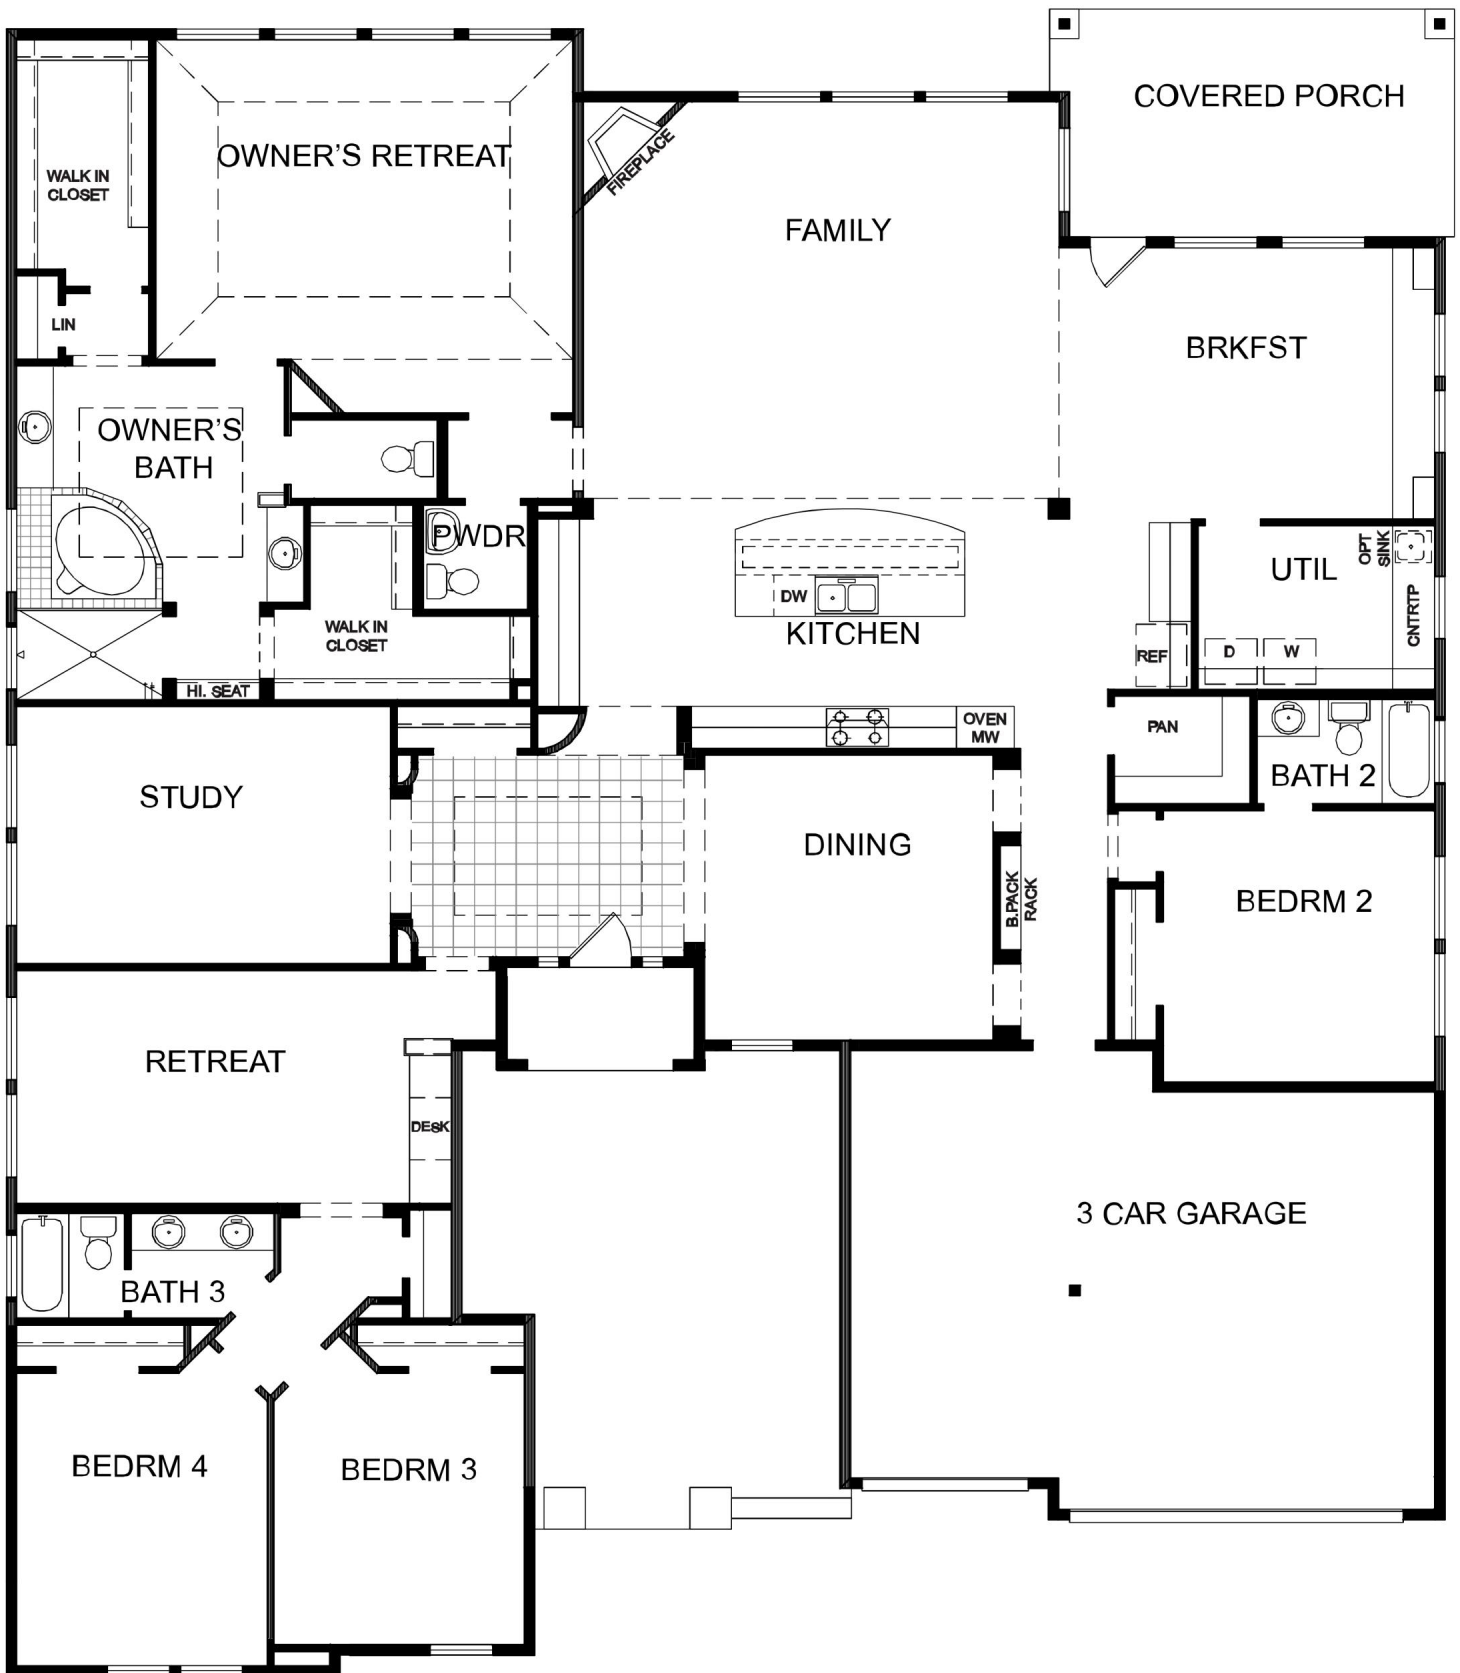 COVERED PORCH
OWNER'S RETREAT
WALK IN
CLOSET
FIREPLACE
FAMILY
LIN
BRKFST
OWNER'S
BATH
PWDR
OPT
SINK
UTIL
DW
CNTRTP
WALK IN
CLOSET
KITCHEN
REF
D
W
HI. SEAT
OVEN
MW
PAN
BATH 2
STUDY
DINING
B.PACK
RACK
BEDRM 2
RETREAT
DESK
3 CAR GARAGE
BATH 3
BEDRM 4
BEDRM 3